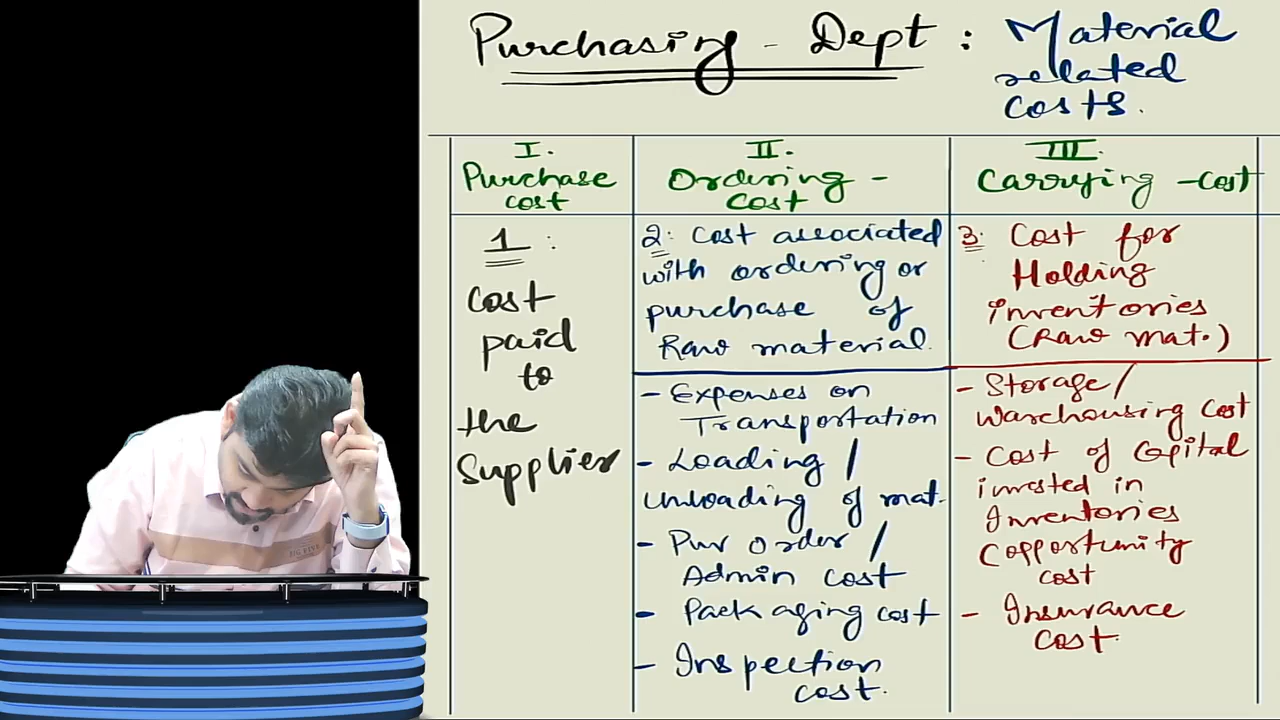 Purchasing - Dept : Material
related
costs.
I.
Purchase
cost
1 :
Cost
paid
to
the
Supplier
II.
Ordering -
Cost
2: Cost associated
with ordering or
purchase of
Raw material.
- Expenses on
Transportation
- Loading /
Unloading of mat.
- Pur order /
Admin cost
- Packaging cost
- Inspection
cost.
III.
Carrying - cost
3: Cost for
Holding
inventories
(Raw mat.)
- Storage/
Warehousing cost
- Cost of Capital
invested in
Inventories
Copportunity
cost
- Insurance
cost.